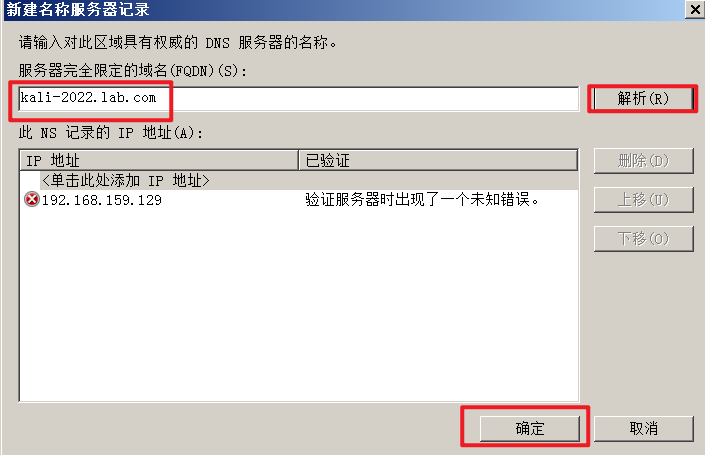 新建名称服务器记录
请输入对此区域具有权威的 DNS 服务器的名称。
服务器完全限定的域名(FQDN)(S):
kali-2022.lab.com
解析(R)
此 NS 记录的 IP 地址(A):
IP 地址 已验证
<单击此处添加 IP 地址>
192.168.159.129 验证服务器时出现了一个未知错误。
删除(D)
上移(U)
下移(O)
确定 取消